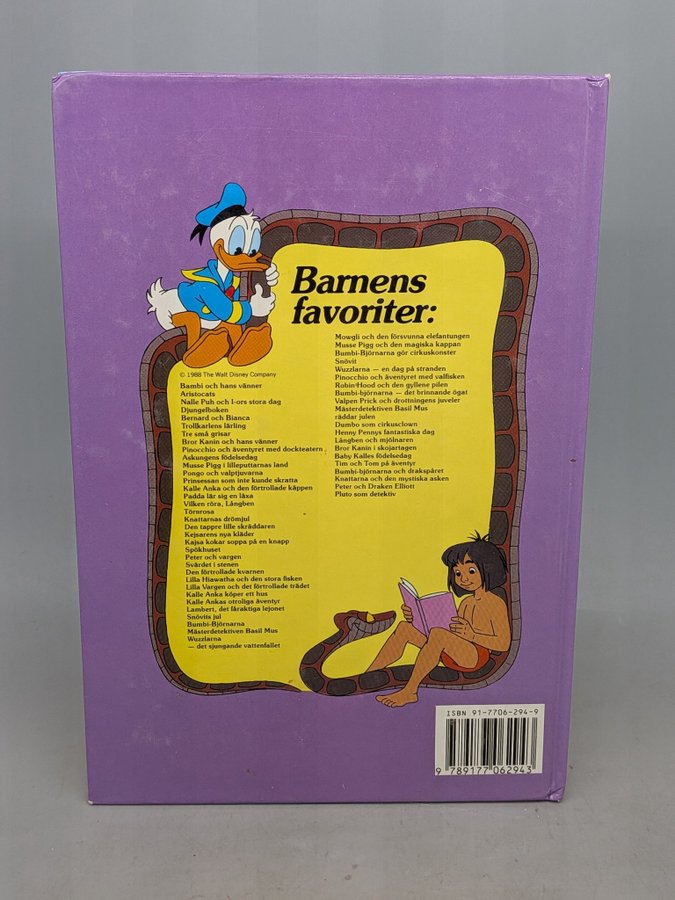 Barnens
favoriter:
© 1988 The Walt Disney Company
Bambi och hans vänner
Aristocats
Nalle Puh och I-ors stora dag
Djungelboken
Bernard och Bianca
Trollkarlens lärling
Tre små grisar
Bror Kanin och hans vänner
Pinocchio och äventyret med dockteatern
Askungens födelsedag
Musse Pigg i lilleputtarnas land
Pongo och valptjuvarna
Prinsessan som inte kunde skratta
Kalle Anka och den förtrollade käppen
Padda lär sig en läxa
Vilken röra, Långben
Törnrosa
Knattarnas drömjul
Den tappre lille skräddaren
Kejsarens nya kläder
Kajsa kokar soppa på en knapp
Spökhuset
Peter och vargen
Svärdet i stenen
Den förtrollade kvarnen
Lilla Hiawatha och den stora fisken
Lilla Vargen och det förtrollade trädet
Kalle Anka köper ett hus
Kalle Ankas otroliga äventyr
Lambert, det fåraktiga lejonet
Snövits jul
Bumbi-Björnarna
Mästerdetektiven Basil Mus
Wuzzlarna
— det sjungande vattenfallet
Mowgli och den försvunna elefantungen
Musse Pigg och den magiska kappan
Bumbi-Björnarna gör cirkuskonster
Snövit
Wuzzlarna — en dag på stranden
Pinocchio och äventyret med valfisken
Robin Hood och den gyllene pilen
Bumbi-björnarna — det brinnande ögat
Valpen Prick och drottningens juveler
Mästerdetektiven Basil Mus
räddar julen
Dumbo som cirkusclown
Henny Pennys fantastiska dag
Långben och mjölnaren
Bror Kanin i skojartagen
Baby Kalles födelsedag
Tim och Tom på äventyr
Bumbi-björnarna och drakspåret
Knattarna och den mystiska asken
Peter och Draken Elliott
Pluto som detektiv
ISBN 91-7706-294-9
9 789177 062943